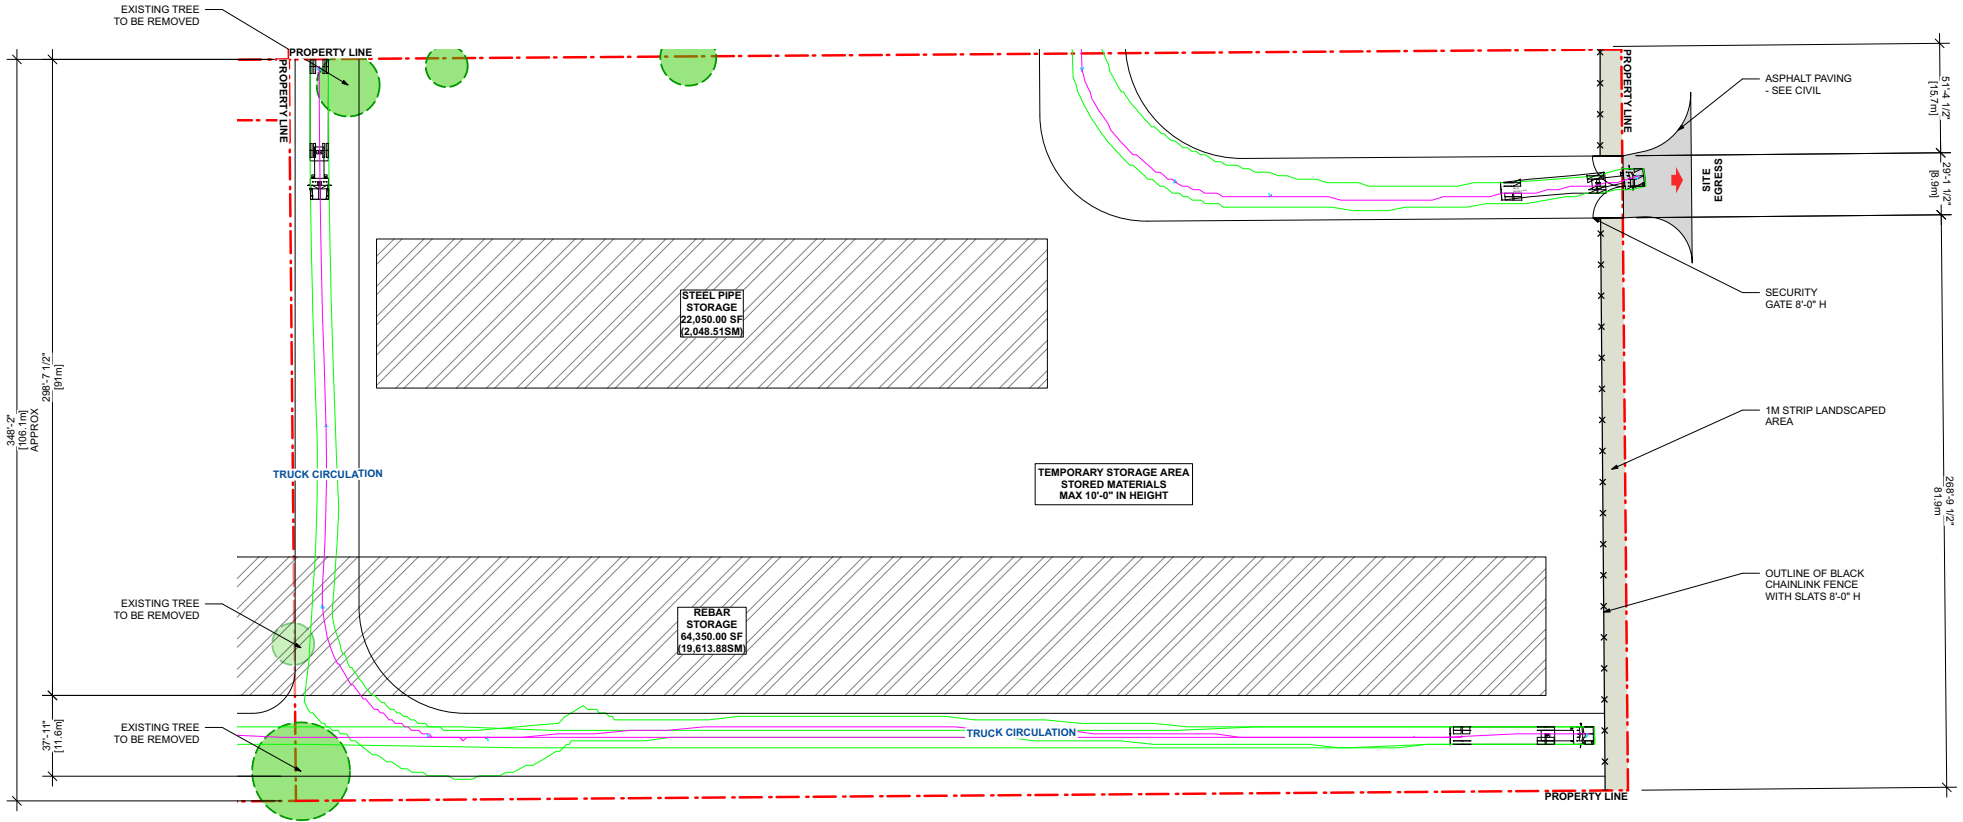 EXISTING TREE
TO BE REMOVED
PROPERTY LINE
PROPERTY LINE
PROPERTY LINE
ASPHALT PAVING
- SEE CIVIL
51'-4 1/2"
[15.7m]
SITE
EGRESS
29'-1 1/2"
[8.9m]
STEEL PIPE
STORAGE
22,050.00 SF
(2,048.51SM)
SECURITY
GATE 8'-0" H
298'-7 1/2"
[91m]
348'-2"
[106.1m]
APPROX
1M STRIP LANDSCAPED
AREA
TRUCK CIRCULATION
TEMPORARY STORAGE AREA
STORED MATERIALS
MAX 10'-0" IN HEIGHT
268'-9 1/2"
81.9m
OUTLINE OF BLACK
CHAINLINK FENCE
WITH SLATS 8'-0" H
EXISTING TREE
TO BE REMOVED
REBAR
STORAGE
64,350.00 SF
(19,613.88SM)
EXISTING TREE
TO BE REMOVED
37'-11"
[11.6m]
TRUCK CIRCULATION
PROPERTY LINE